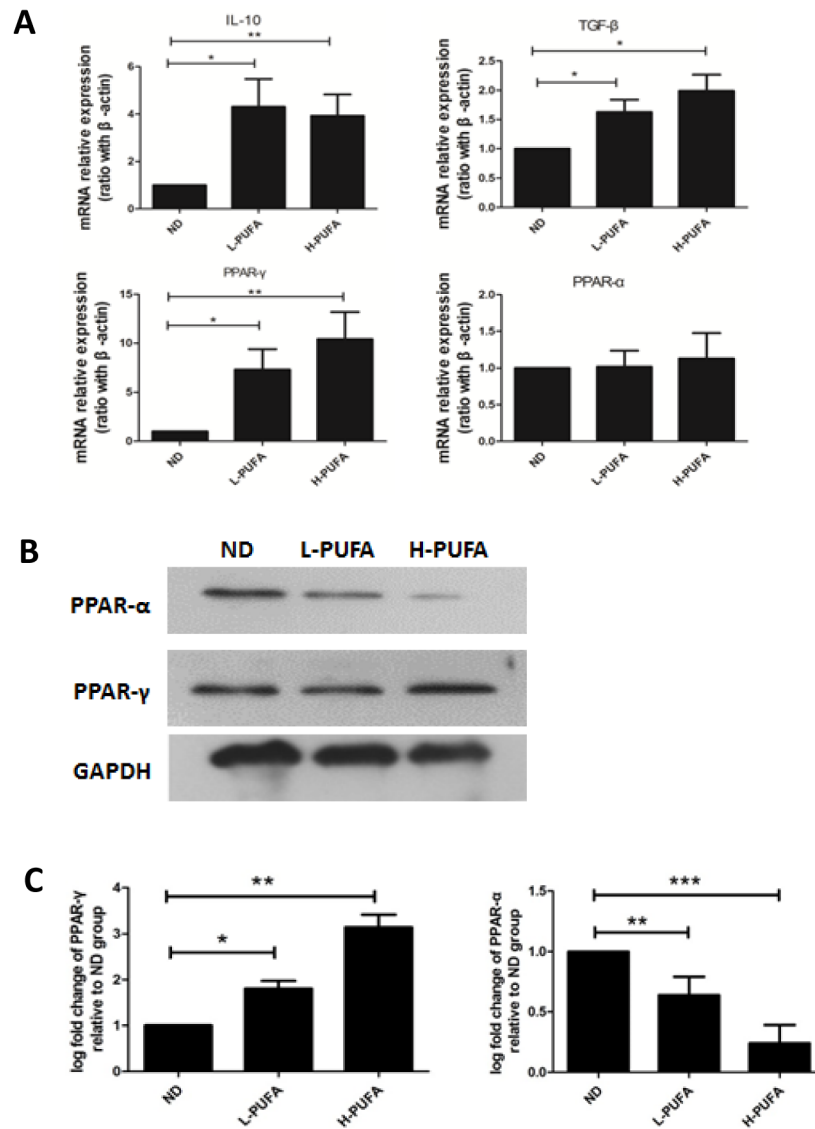 A
IL-10
**
*
mRNA relative expression
(ratio with β -actin)
6
4
2
0
ND
L-PUFA
H-PUFA
TGF-β
*
*
mRNA relative expression
(ratio with β -actin)
2.5
2.0
1.5
1.0
0.5
0.0
ND
L-PUFA
H-PUFA
PPAR-γ
**
*
mRNA relative expression
(ratio with β -actin)
15
10
5
0
ND
L-PUFA
H-PUFA
PPAR-α
mRNA relative expression
(ratio with β -actin)
2.0
1.5
1.0
0.5
0.0
ND
L-PUFA
H-PUFA
B
ND L-PUFA H-PUFA
PPAR-α
PPAR-γ
GAPDH
C
**
*
log fold change of PPAR-γ
relative to ND group
4
3
2
1
0
ND
L-PUFA
H-PUFA
***
**
log fold change of PPAR-α
relative to ND group
1.5
1.0
0.5
0.0
ND
L-PUFA
H-PUFA